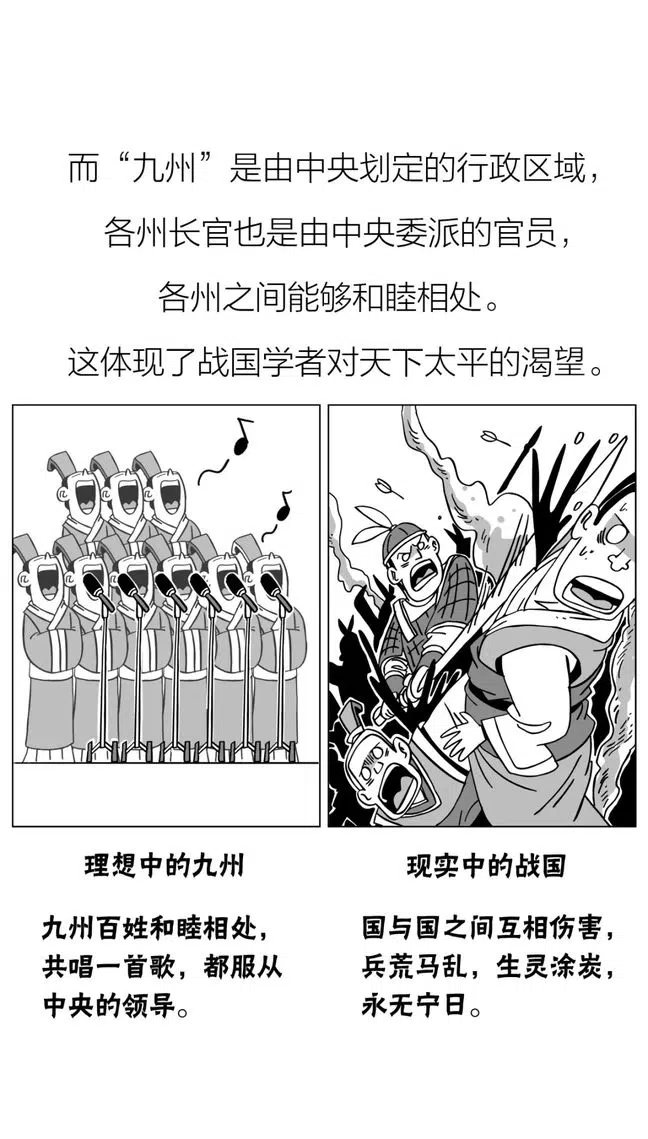 而“九州”是由中央划定的行政区域，
各州长官也是由中央委派的官员，
各州之间能够和睦相处。
这体现了战国学者对天下太平的渴望。
理想中的九州
九州百姓和睦相处，
共唱一首歌，都服从
中央的领导。
现实中的战国
国与国之间互相伤害，
兵荒马乱，生灵涂炭，
永无宁日。